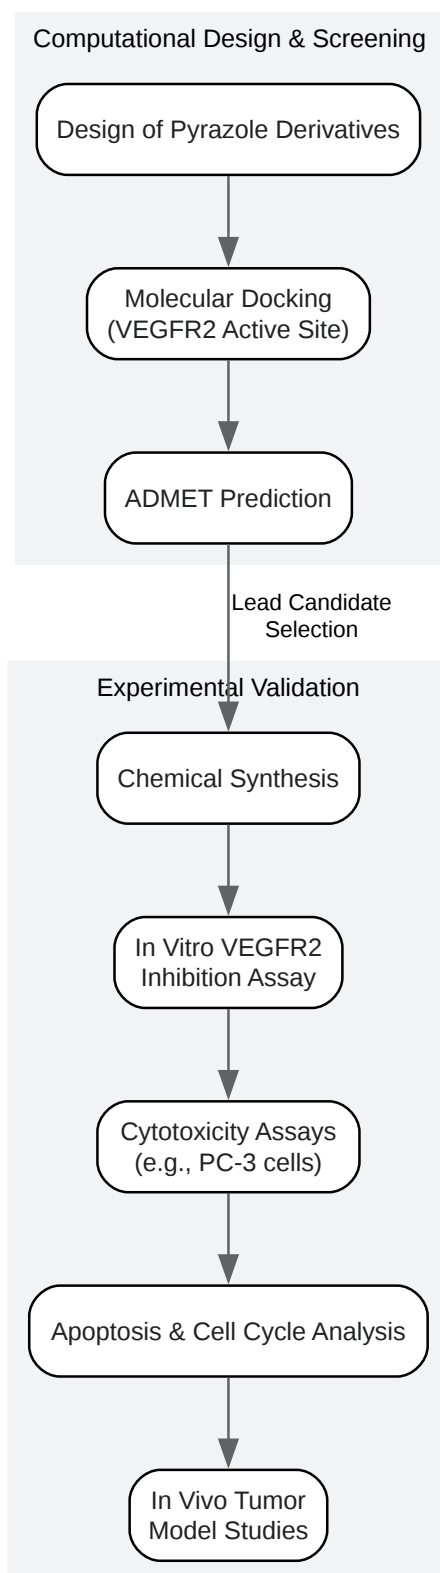 Computational Design & Screening
Design of Pyrazole Derivatives
Molecular Docking
(VEGFR2 Active Site)
ADMET Prediction
Lead Candidate
Selection
Experimental Validation
Chemical Synthesis
In Vitro VEGFR2
Inhibition Assay
Cytotoxicity Assays
(e.g., PC-3 cells)
Apoptosis & Cell Cycle Analysis
In Vivo Tumor
Model Studies